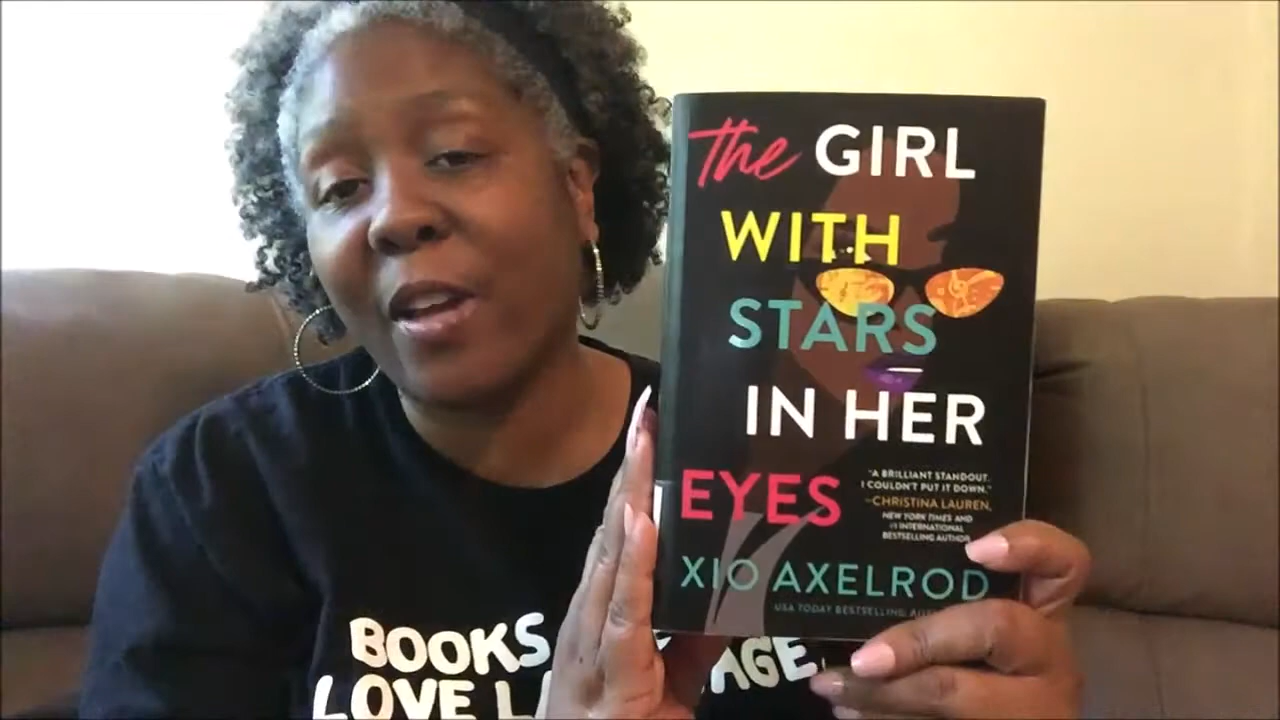 the GIRL
WITH
STARS
IN HER
EYES
"A BRILLIANT STANDOUT.
I COULDN'T PUT IT DOWN."
—CHRISTINA LAUREN,
NEW YORK TIMES AND
#1 INTERNATIONAL
BESTSELLING AUTHOR
XIO AXELROD
USA TODAY BESTSELLING
BOOKS
LOVE